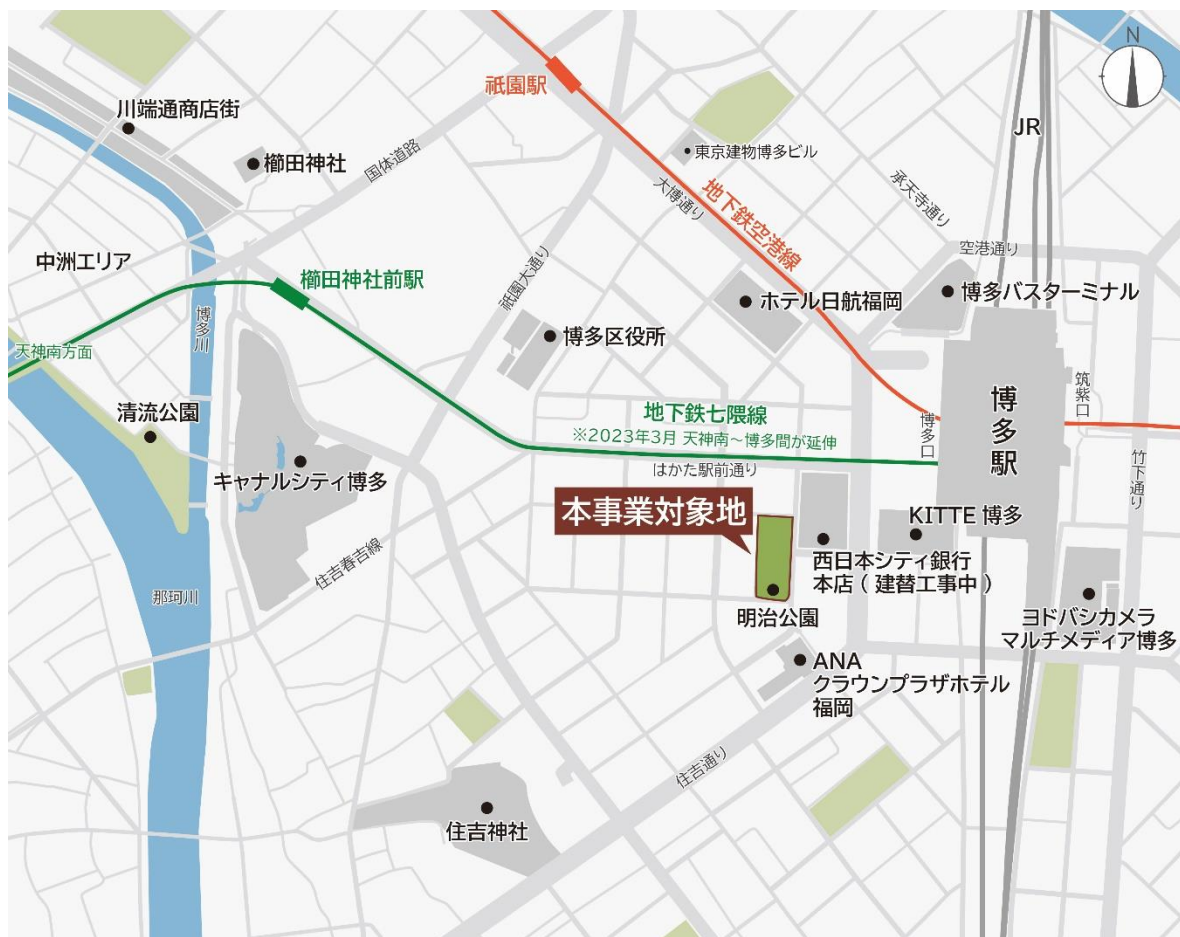 N
祇園駅
川端通商店街
JR
東京建物博多ビル
櫛田神社
国体道路
大博通り
地下鉄空港線
承天寺通り
空港通り
中洲エリア
櫛田神社前駅
祇園大通り
ホテル日航福岡
博多バスターミナル
博多川
博多区役所
天神南方面
筑紫口
清流公園
地下鉄七隈線
※2023年3月 天神南～博多間が延伸
博多口
博多駅
はかた駅前通り
竹下通り
キャナルシティ博多
本事業対象地
KITTE 博多
住吉春吉線
西日本シティ銀行
本店 ( 建替工事中 )
那珂川
明治公園
ヨドバシカメラ
マルチメディア博多
ANA
クラウンプラザホテル
福岡
住吉通り
住吉神社